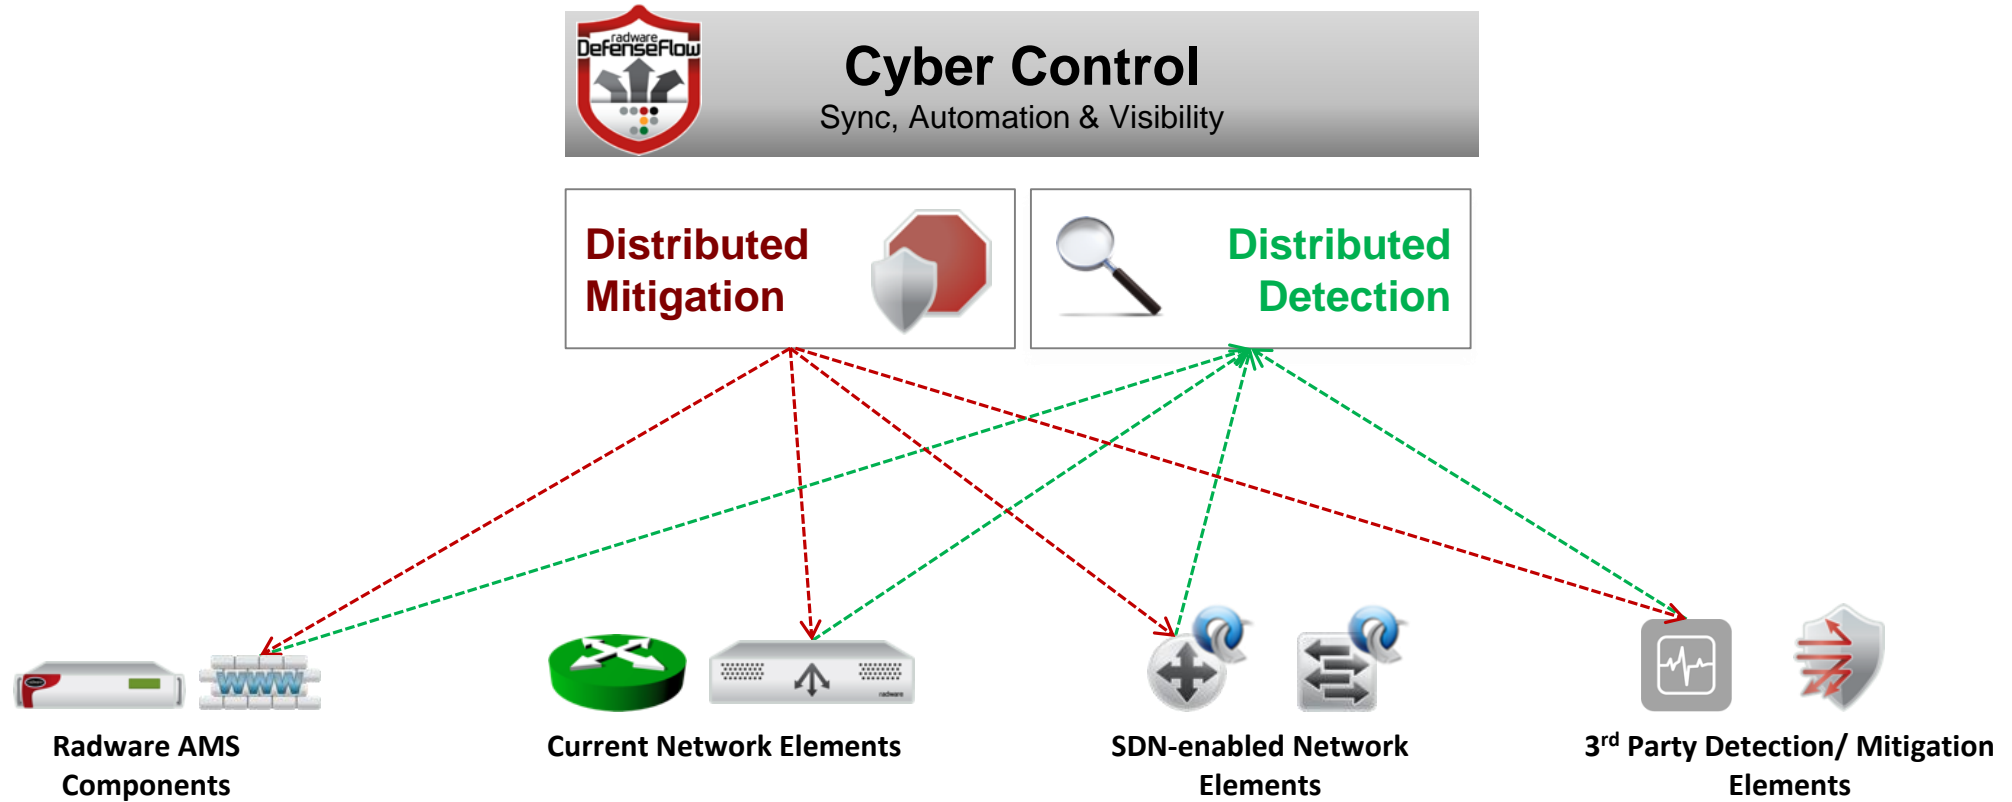 radware
DefenseFlow
Cyber Control
Sync, Automation & Visibility
Distributed
Mitigation
Distributed
Detection
WWW
radware
Radware AMS
Components
Current Network Elements
SDN-enabled Network
Elements
3rd Party Detection/ Mitigation
Elements